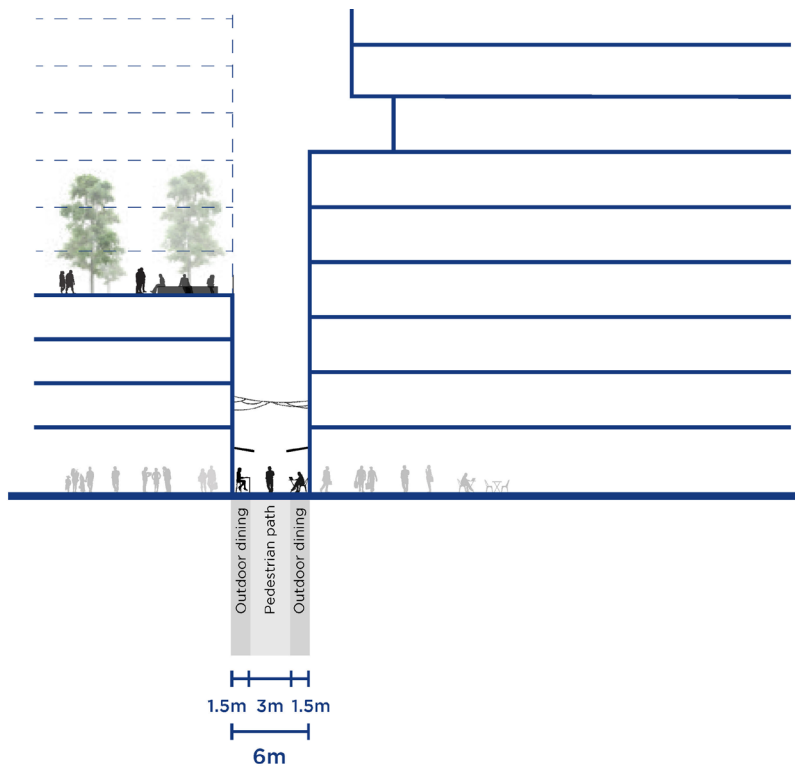 Outdoor dining
Pedestrian path
Outdoor dining
1.5m 3m 1.5m
6m